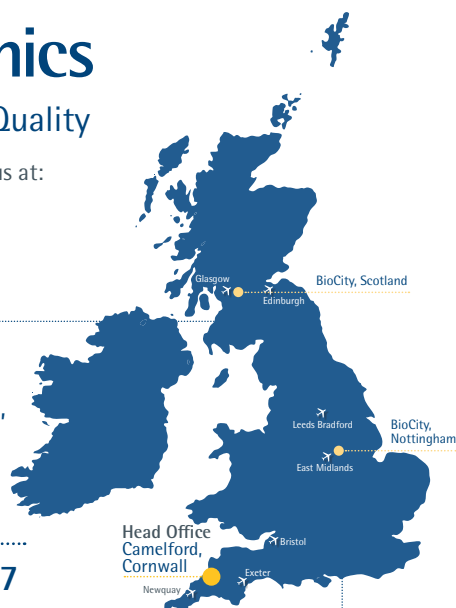 nics
Quality
us at:
Glasgow
BioCity, Scotland
Edinburgh
Leeds Bradford
BioCity,
Nottingham
East Midlands
Head Office
Camelford,
Cornwall
Bristol
Exeter
Newquay
7